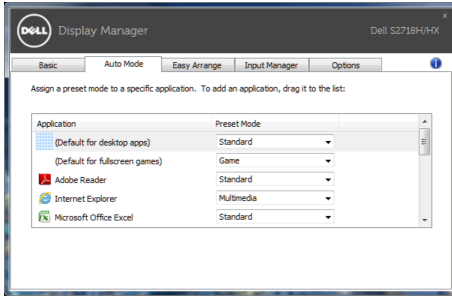 DELL Display Manager Dell S2718H/HX
Basic Auto Mode Easy Arrange Input Manager Options
Assign a preset mode to a specific application. To add an application, drag it to the list:
Application Preset Mode
(Default for desktop apps) Standard
(Default for fullscreen games) Game
Adobe Reader Standard
Internet Explorer Multimedia
Microsoft Office Excel Standard